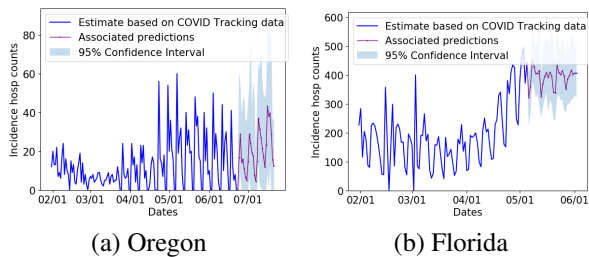 Estimate based on COVID Tracking data
Associated predictions
95% Confidence Interval
Incidence hosp counts
80
60
40
20
0
02/01 03/01 04/01 05/01 06/01 07/01
Dates
(a) Oregon
Estimate based on COVID Tracking data
Associated predictions
95% Confidence Interval
Incidence hosp counts
600
500
400
300
200
100
0
02/01 03/01 04/01 05/01 06/01
Dates
(b) Florida